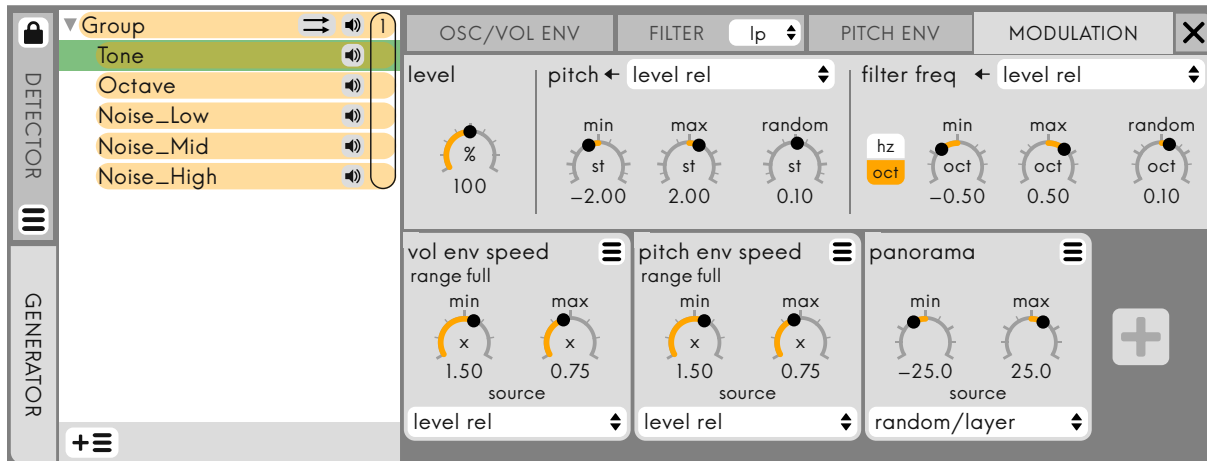 DETECTOR
GENERATOR
Group 1
Tone
Octave
Noise_Low
Noise_Mid
Noise_High
OSC/VOL ENV FILTER lp PITCH ENV MODULATION
level pitch level rel filter freq level rel
min max random min max random
% st st st hz oct oct oct oct
100 −2.00 2.00 0.10 −0.50 0.50 0.10
vol env speed pitch env speed panorama
range full range full
min max min max min max
x x x x
1.50 0.75 1.50 0.75 −25.0 25.0
source source source
level rel level rel random/layer